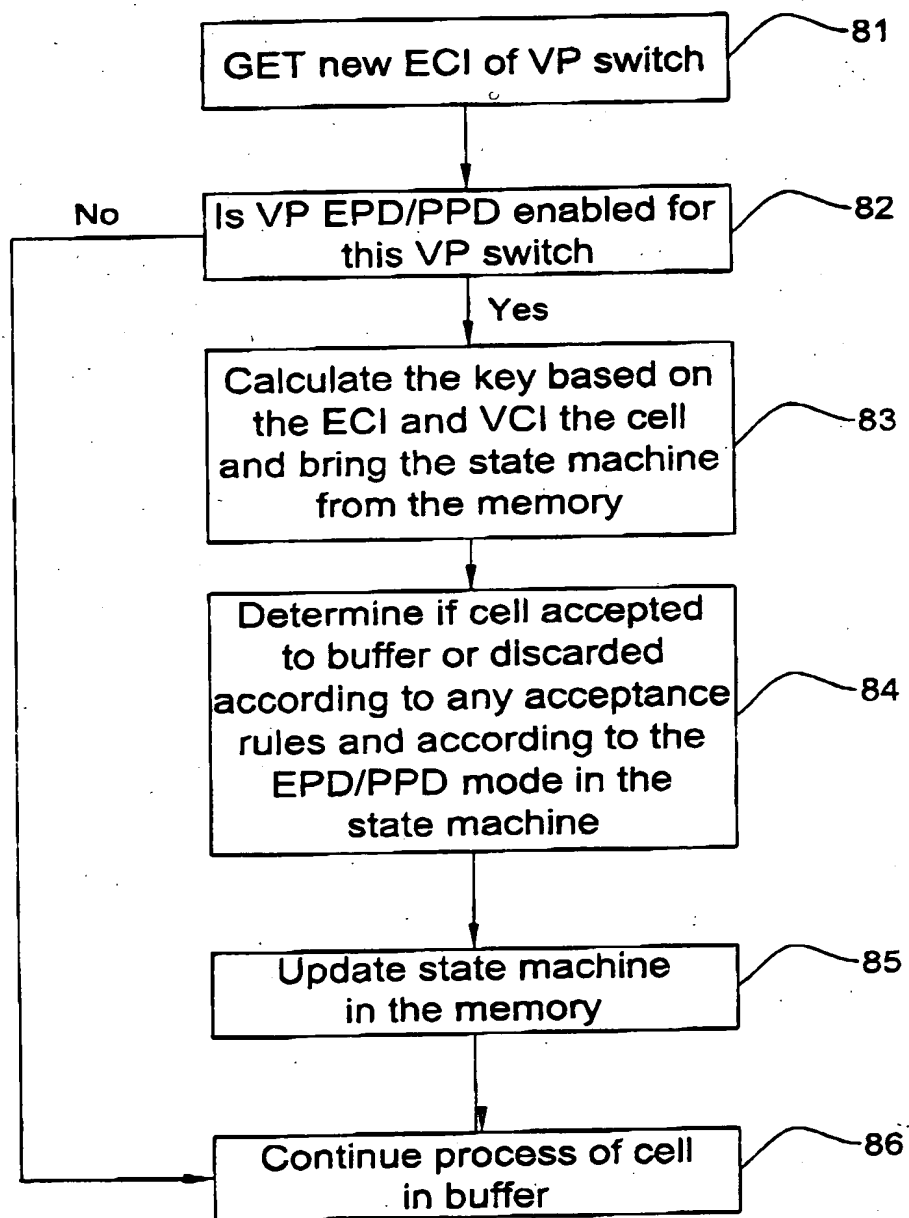 GET new ECI of VP switch
81
No
Is VP EPD/PPD enabled for
this VP switch
82
Yes
Calculate the key based on
the ECI and VCI the cell
and bring the state machine
from the memory
83
Determine if cell accepted
to buffer or discarded
according to any acceptance
rules and according to the
EPD/PPD mode in the
state machine
84
Update state machine
in the memory
85
Continue process of cell
in buffer
86